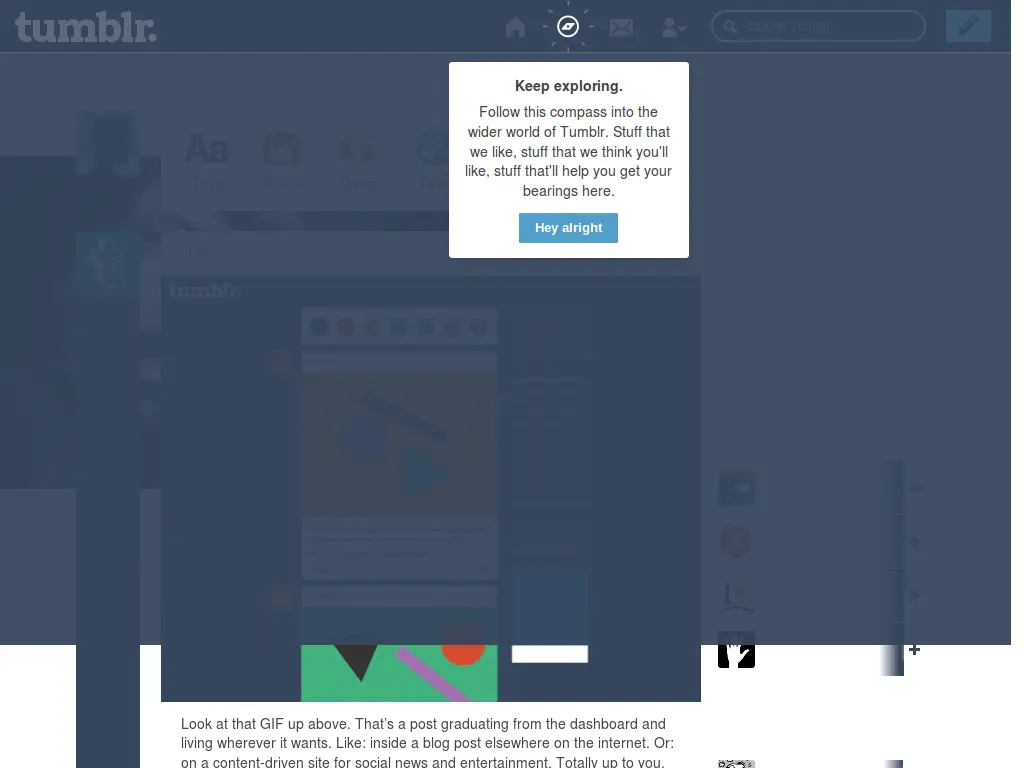 tumblr.
Search Tumblr
Keep exploring.
Follow this compass into the
wider world of Tumblr. Stuff that
we like, stuff that we think you'll
like, stuff that'll help you get your
bearings here.
Hey alright
Aa
Text
Photo
Quote
Link
tumblr.
Look at that GIF up above. That's a post graduating from the dashboard and
living wherever it wants. Like: inside a blog post elsewhere on the internet. Or:
on a content-driven site for social news and entertainment. Totally up to you.